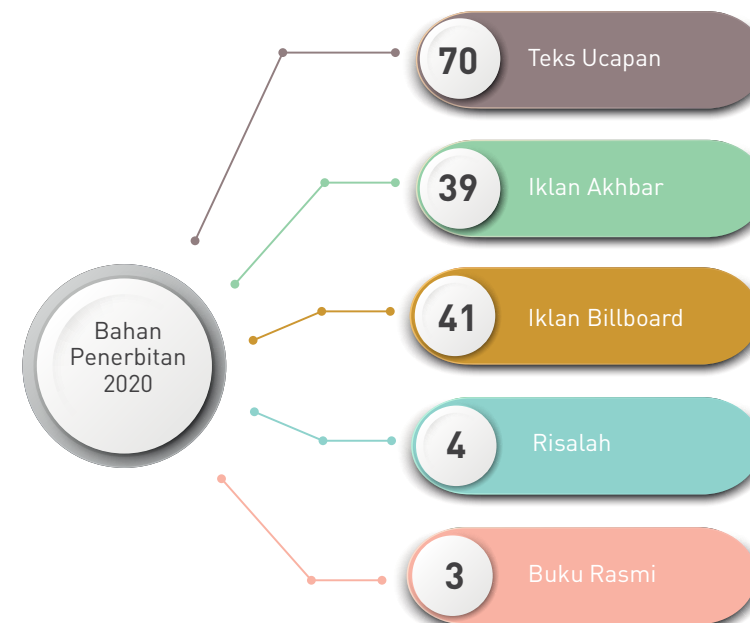 Bahan
Penerbitan
2020
70 Teks Ucapan
39 Iklan Akhbar
41 Iklan Billboard
4 Risalah
3 Buku Rasmi